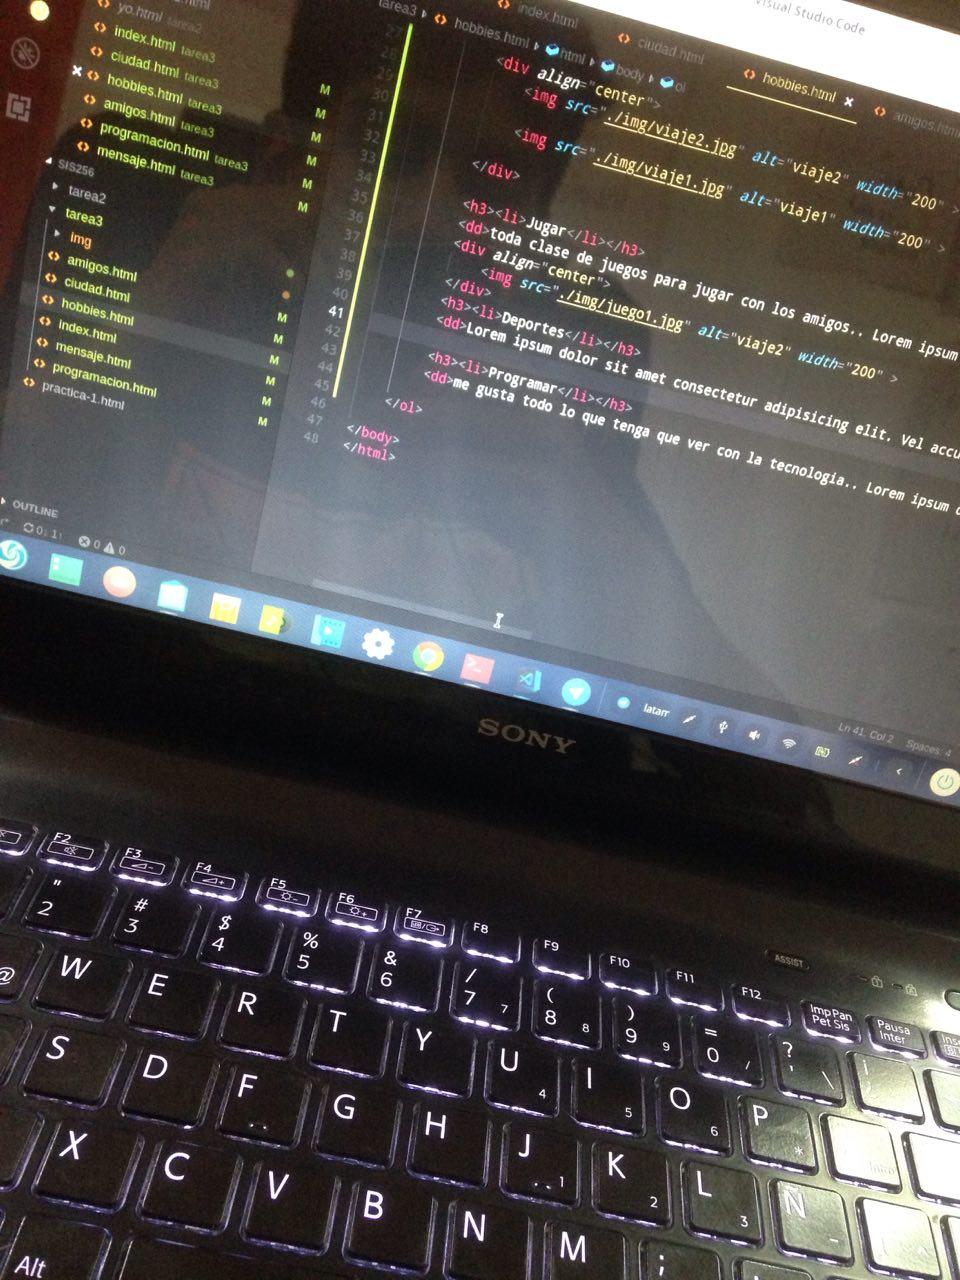 Visual Studio Code
yo.html tarea2
index.html tarea3
ciudad.html tarea3
hobbies.html tarea3
amigos.html tarea3
programacion.html tarea3
mensaje.html tarea3
M
M
M
M
M
M
SIS256
tarea2
tarea3
img
amigos.html
ciudad.html M
hobbies.html M
index.html M
mensaje.html M
programacion.html M
practica-1.html M
OUTLINE
0↓ 1↑ 0 0
index.html
ciudad.html
hobbies.html
amigos.html
tarea3 hobbies.html html body ol
27
28
29
30
31
32
33
34
35
36
37
38
39
40
41
42
43
44
45
46
47
48
<div align="center">
<img src="./img/viaje2.jpg" alt="viaje2" width="200" >
<img src="./img/viaje1.jpg" alt="viaje1" width="200" >
</div>
<h3><li>Jugar</li></h3>
<dd>toda clase de juegos para jugar con los amigos.. Lorem ipsum
<div align="center">
<img src="./img/juego1.jpg" alt="viaje2" width="200" >
</div>
<h3><li>Deportes</li></h3>
<dd>Lorem ipsum dolor sit amet consectetur adipisicing elit. Vel accu
<h3><li>Programar</li></h3>
<dd>me gusta todo lo que tenga que ver con la tecnologia.. Lorem ipsum d
</ol>
</body>
</html>
Ln 41, Col 2 Spaces: 4
latam
SONY
F2 F3 F4 F5 F6 F7 F8 F9 F10 F11 F12
ASSIST
Imp Pan
Pet Sis
Pausa
Inter
Ins
" 2
# 3
$ 4
% 5
& 6
/ 7 7
( 8 8
) 9 9
= 0 /
? ' \
@ W E R T Y U 4 I 5 O 6 P *
S D F G H J 1 K 2 L 3 Ñ
X C V B N M ;
Alt